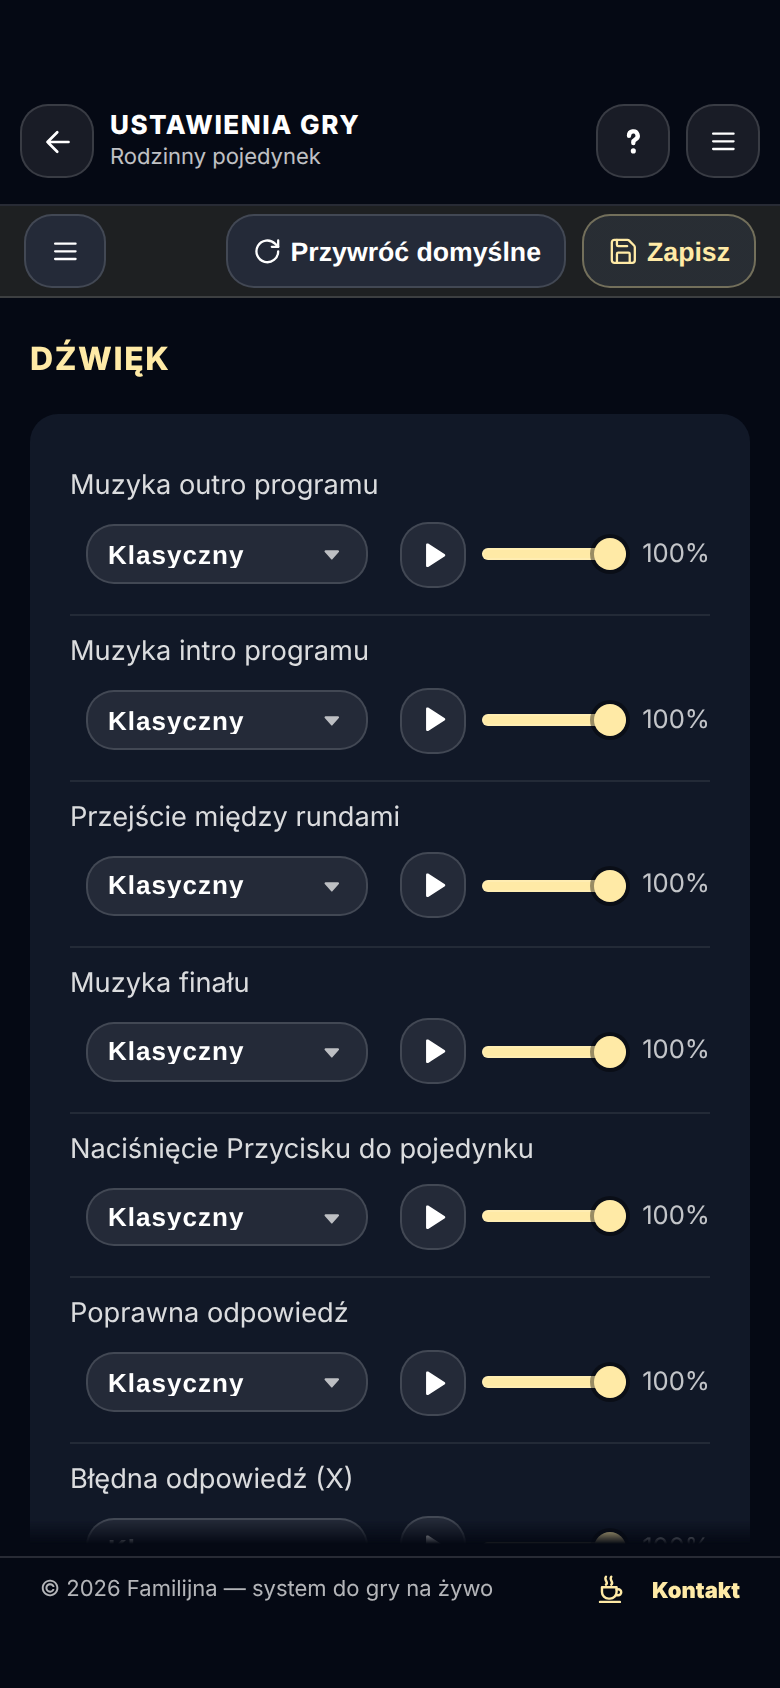 USTAWIENIA GRY
Rodzinny pojedynek
?
Przywróć domyślne
Zapisz
DŹWIĘK
Muzyka outro programu
Klasyczny 100%
Muzyka intro programu
Klasyczny 100%
Przejście między rundami
Klasyczny 100%
Muzyka finału
Klasyczny 100%
Naciśnięcie Przycisku do pojedynku
Klasyczny 100%
Poprawna odpowiedź
Klasyczny 100%
Błędna odpowiedź (X)
© 2026 Familijna — system do gry na żywo
Kontakt